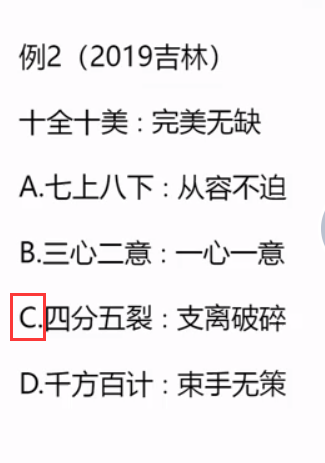 例2（2019吉林）
十全十美：完美无缺
A.七上八下：从容不迫
B.三心二意：一心一意
C.四分五裂：支离破碎
D.千方百计：束手无策